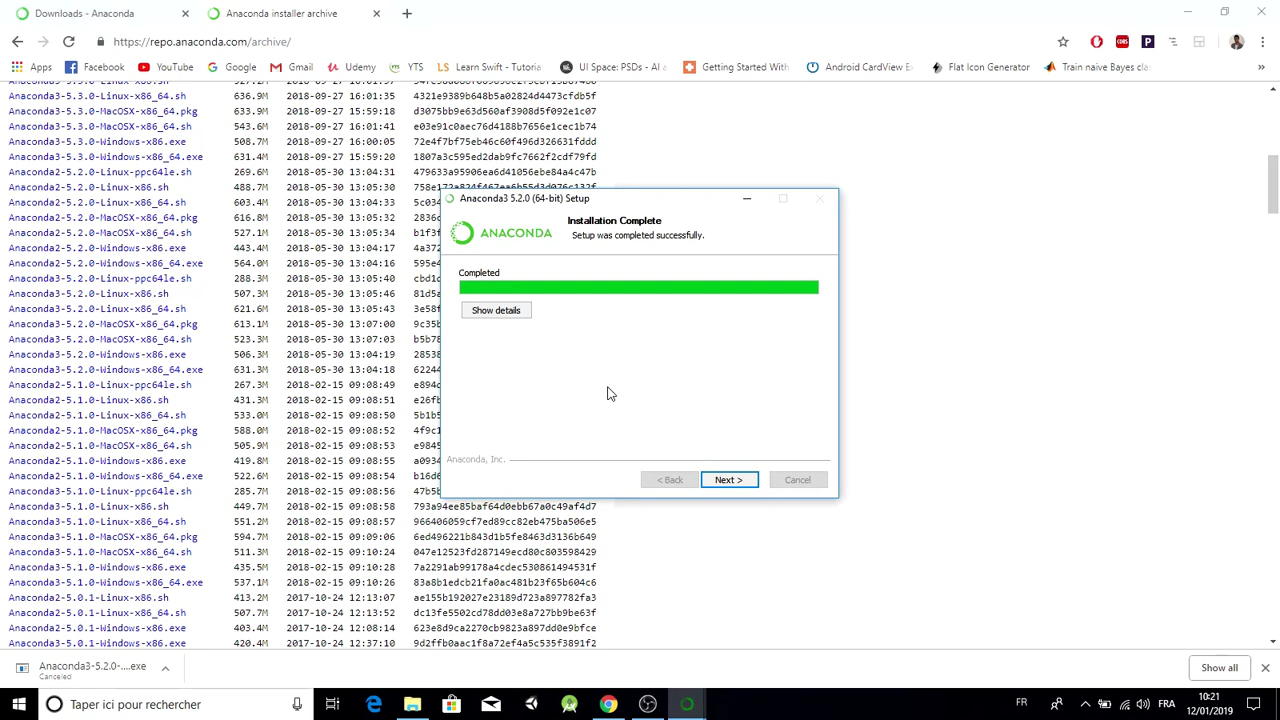 Downloads - Anaconda
Anaconda installer archive
https://repo.anaconda.com/archive/
Apps Facebook YouTube Google Gmail Udemy YTS Learn Swift - Tutoria UI Space: PSDs - AI Getting Started With Android CardView Ex Flat Icon Generator Train naive Bayes clas
Anaconda3-5.3.0-Linux-x86_64.sh 636.9M 2018-09-27 16:01:35 4321e9389b648b5a02824d4473cfdb5f
Anaconda3-5.3.0-MacOSX-x86_64.pkg 633.9M 2018-09-27 15:59:18 d3075bb9e63d560af3908d5f092e1c07
Anaconda3-5.3.0-MacOSX-x86_64.sh 543.6M 2018-09-27 16:01:41 e03e91c0aec76d4188b7656e1cec1b74
Anaconda3-5.3.0-Windows-x86.exe 508.7M 2018-09-27 16:00:05 72e4f7bf75eb46c60f496d326631fddd
Anaconda3-5.3.0-Windows-x86_64.exe 631.4M 2018-09-27 15:59:20 1807a3c595ed2dab9fc7662f2cdf79fd
Anaconda2-5.2.0-Linux-ppc64le.sh 269.6M 2018-05-30 13:04:31 479633a95906ea6d41056ebe84a4c47b
Anaconda2-5.2.0-Linux-x86.sh 488.7M 2018-05-30 13:05:30
Anaconda2-5.2.0-Linux-x86_64.sh 603.4M 2018-05-30 13:04:33 5c034
Anaconda2-5.2.0-MacOSX-x86_64.pkg 616.8M 2018-05-30 13:05:32 2836c
Anaconda2-5.2.0-MacOSX-x86_64.sh 527.1M 2018-05-30 13:05:34 b1f3f
Anaconda2-5.2.0-Windows-x86.exe 443.4M 2018-05-30 13:04:17 4a372
Anaconda2-5.2.0-Windows-x86_64.exe 564.0M 2018-05-30 13:04:16 595e4
Anaconda3-5.2.0-Linux-ppc64le.sh 288.3M 2018-05-30 13:05:40 cbd1d
Anaconda3-5.2.0-Linux-x86.sh 507.3M 2018-05-30 13:05:46 81d5a
Anaconda3-5.2.0-Linux-x86_64.sh 621.6M 2018-05-30 13:05:43 3e58f
Anaconda3-5.2.0-MacOSX-x86_64.pkg 613.1M 2018-05-30 13:07:00 9c35b
Anaconda3-5.2.0-MacOSX-x86_64.sh 523.3M 2018-05-30 13:07:03 b5b78
Anaconda3-5.2.0-Windows-x86.exe 506.3M 2018-05-30 13:04:19 28538
Anaconda3-5.2.0-Windows-x86_64.exe 631.3M 2018-05-30 13:04:18 62244
Anaconda2-5.1.0-Linux-ppc64le.sh 267.3M 2018-02-15 09:08:49 e894c
Anaconda2-5.1.0-Linux-x86.sh 431.3M 2018-02-15 09:08:51 e26fb
Anaconda2-5.1.0-Linux-x86_64.sh 533.0M 2018-02-15 09:08:50 5b1b5
Anaconda2-5.1.0-MacOSX-x86_64.pkg 588.0M 2018-02-15 09:08:52 4f9c1
Anaconda2-5.1.0-MacOSX-x86_64.sh 505.9M 2018-02-15 09:08:53 e9845
Anaconda2-5.1.0-Windows-x86.exe 419.8M 2018-02-15 09:08:55 a0934
Anaconda2-5.1.0-Windows-x86_64.exe 522.6M 2018-02-15 09:08:54 b16d6
Anaconda3-5.1.0-Linux-ppc64le.sh 285.7M 2018-02-15 09:08:56 47b5b
Anaconda3-5.1.0-Linux-x86.sh 449.7M 2018-02-15 09:08:58 793a94ee85baf64d0ebb67a0c49af4d7
Anaconda3-5.1.0-Linux-x86_64.sh 551.2M 2018-02-15 09:08:57 966406059cf7ed89cc82eb475ba506e5
Anaconda3-5.1.0-MacOSX-x86_64.pkg 594.7M 2018-02-15 09:09:06 6ed496221b843d1b5fe8463d3136b649
Anaconda3-5.1.0-MacOSX-x86_64.sh 511.3M 2018-02-15 09:10:24 047e12523fd287149ecd80c803598429
Anaconda3-5.1.0-Windows-x86.exe 435.5M 2018-02-15 09:10:28 7a2291ab99178a4cdec530861494531f
Anaconda3-5.1.0-Windows-x86_64.exe 537.1M 2018-02-15 09:10:26 83a8b1edcb21fa0ac481b23f65b604c6
Anaconda2-5.0.1-Linux-x86.sh 413.2M 2017-10-24 12:13:07 ae155b192027e23189d723a897782fa3
Anaconda2-5.0.1-Linux-x86_64.sh 507.7M 2017-10-24 12:13:52 dc13fe5502cd78dd03e8a727bb9be63f
Anaconda2-5.0.1-Windows-x86.exe 403.4M 2017-10-24 12:08:14 623e8d9ca2270cb9823a897dd0e9bfce
Anaconda3-5.0.1-Windows-x86.exe 420.4M 2017-10-24 12:37:10 9d2ffb0aac1f8a72ef4a5c535f3891f2
Anaconda3 5.2.0 (64-bit) Setup
ANACONDA
Installation Complete
Setup was completed successfully.
Completed
Show details
Anaconda, Inc.
< Back
Next >
Cancel
Anaconda3-5.2.0-....exe
Canceled
Show all
Taper ici pour rechercher
FR
FRA
10:21
12/01/2019